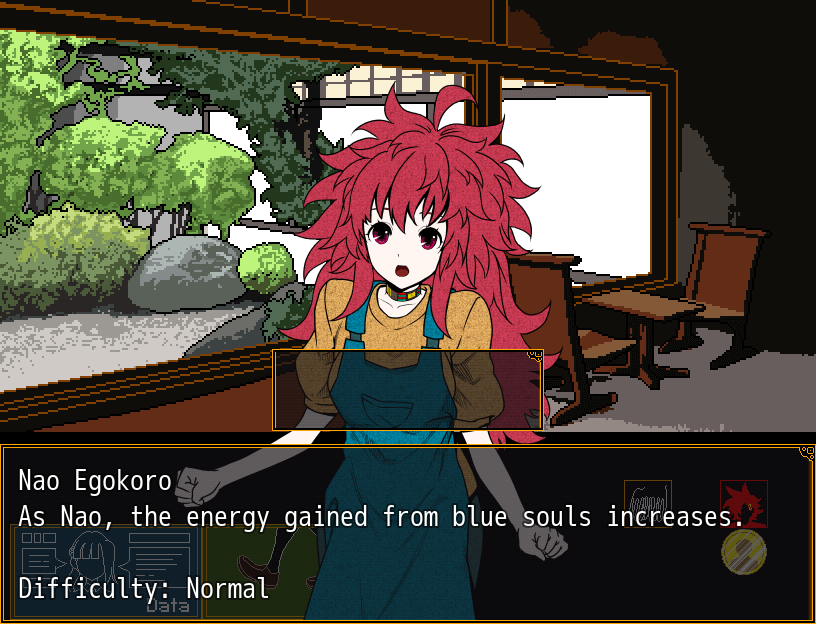 Nao Egokoro
As Nao, the energy gained from blue souls increases.
Difficulty: Normal
Data